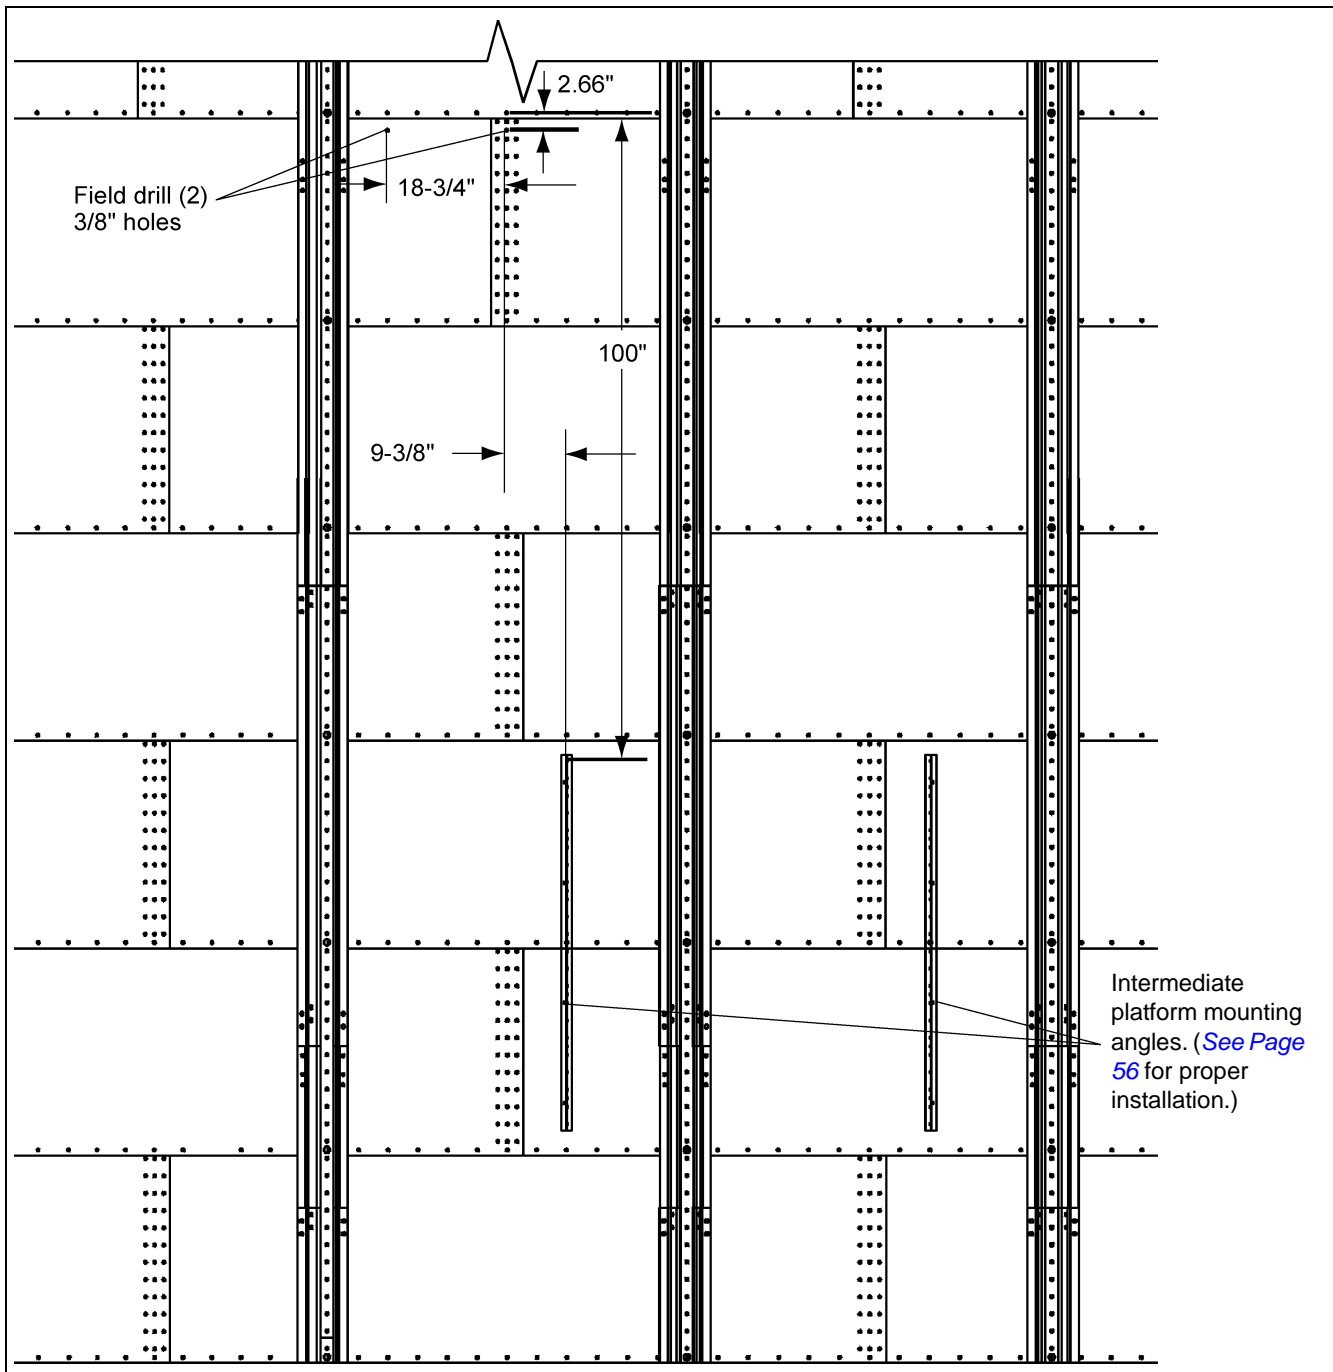 2.66"
Field drill (2)
3/8" holes
18-3/4"
100"
9-3/8"
Intermediate
platform mounting
angles. (See Page
56 for proper
installation.)